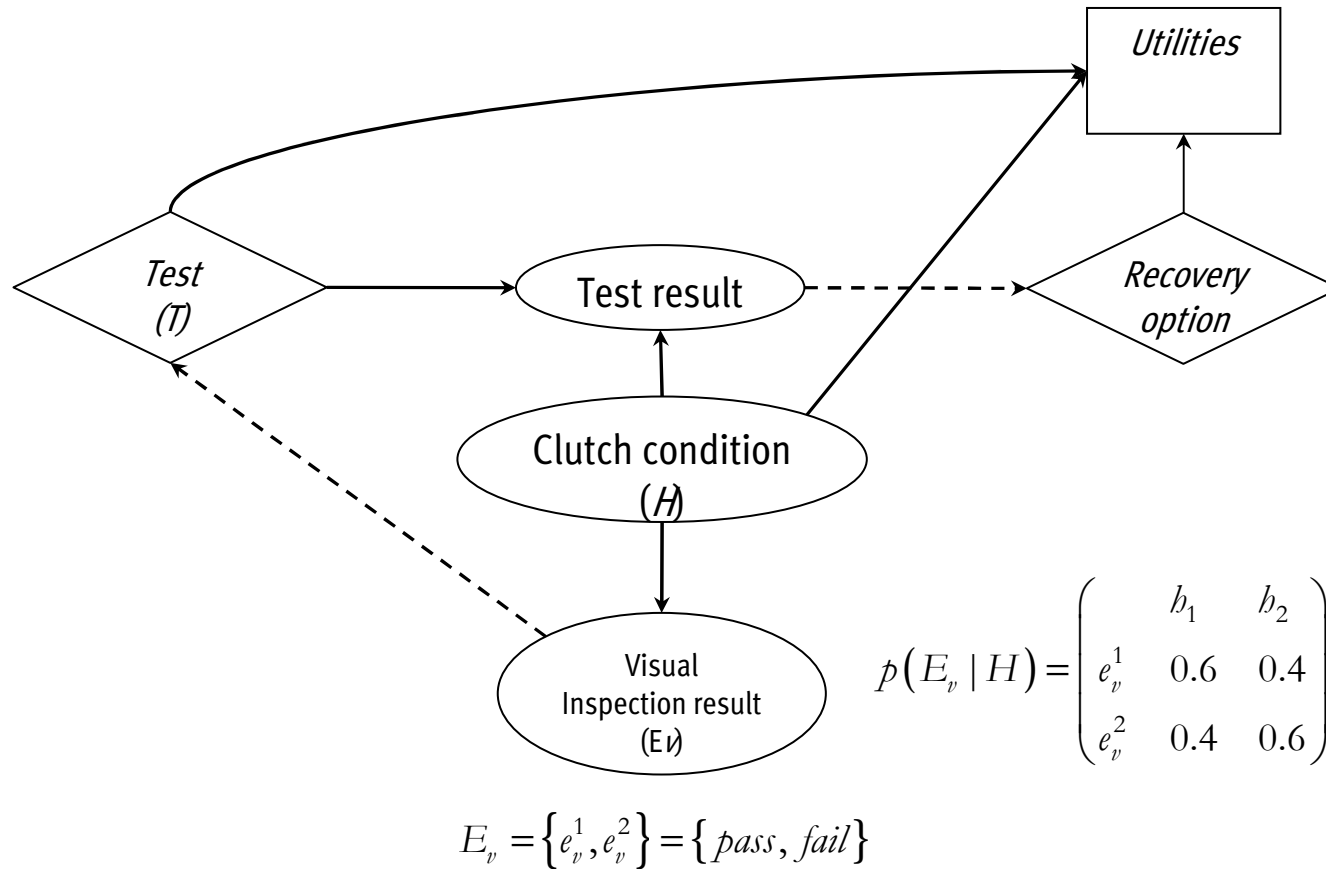 Utilities
Test
(T)
Test result
Recovery
option
Clutch condition
(H)
Visual
Inspection result
(Ev)
p(E_v | H) = ( h_1 h_2
e_v^1 0.6 0.4
e_v^2 0.4 0.6 )
E_v = {e_v^1, e_v^2} = {pass, fail}